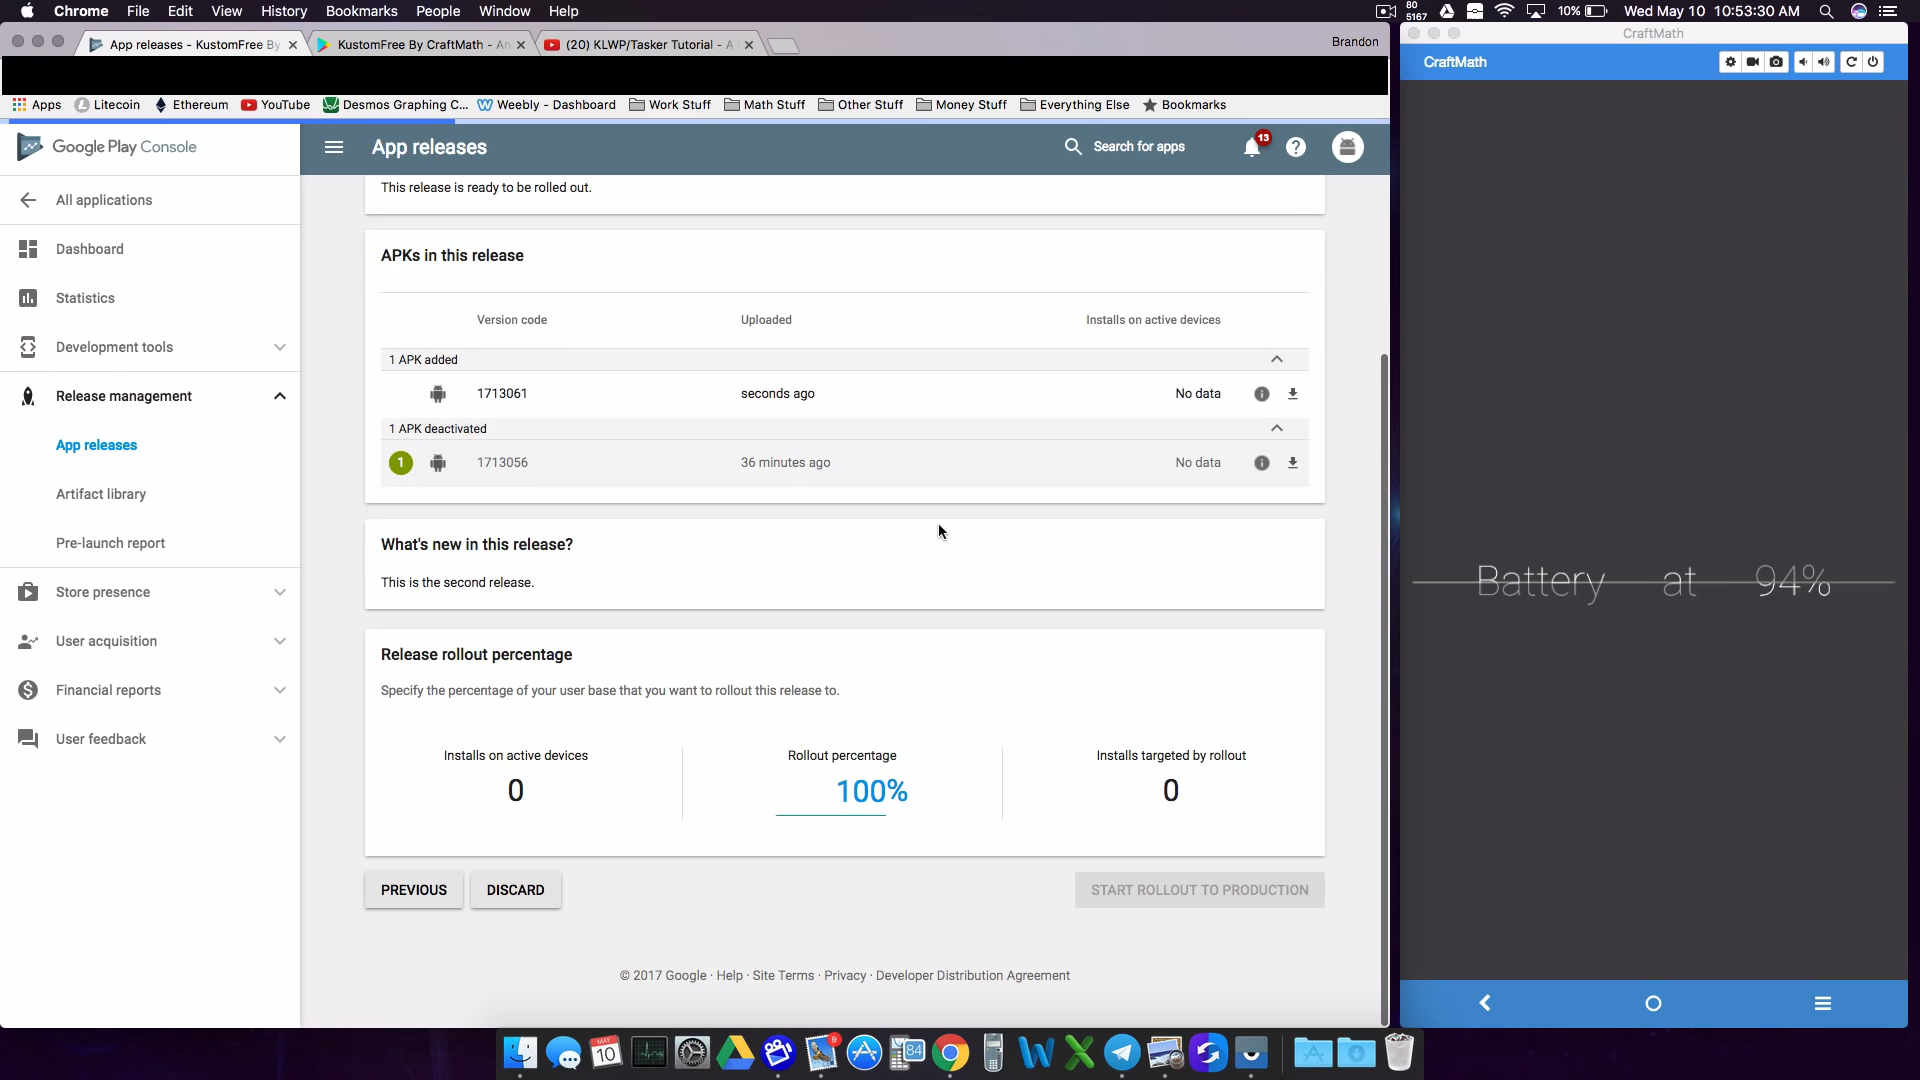 Chrome File Edit View History Bookmarks People Window Help
80
5167
10% Wed May 10 10:53:30 AM
App releases - KustomFree By
KustomFree By CraftMath - An
(20) KLWP/Tasker Tutorial - A
Brandon
CraftMath
CraftMath
Apps Litecoin Ethereum YouTube Desmos Graphing C... Weebly - Dashboard Work Stuff Math Stuff Other Stuff Money Stuff Everything Else Bookmarks
Google Play Console
App releases
Search for apps
13
This release is ready to be rolled out.
All applications
Dashboard
Statistics
Development tools
Release management
App releases
Artifact library
Pre-launch report
Store presence
User acquisition
Financial reports
User feedback
APKs in this release
Version code Uploaded Installs on active devices
1 APK added
1713061 seconds ago No data
1 APK deactivated
1 1713056 36 minutes ago No data
What's new in this release?
This is the second release.
Release rollout percentage
Specify the percentage of your user base that you want to rollout this release to.
Installs on active devices Rollout percentage Installs targeted by rollout
0 100% 0
PREVIOUS DISCARD START ROLLOUT TO PRODUCTION
© 2017 Google · Help · Site Terms · Privacy · Developer Distribution Agreement
Battery at 94%
MAY
10
9
84